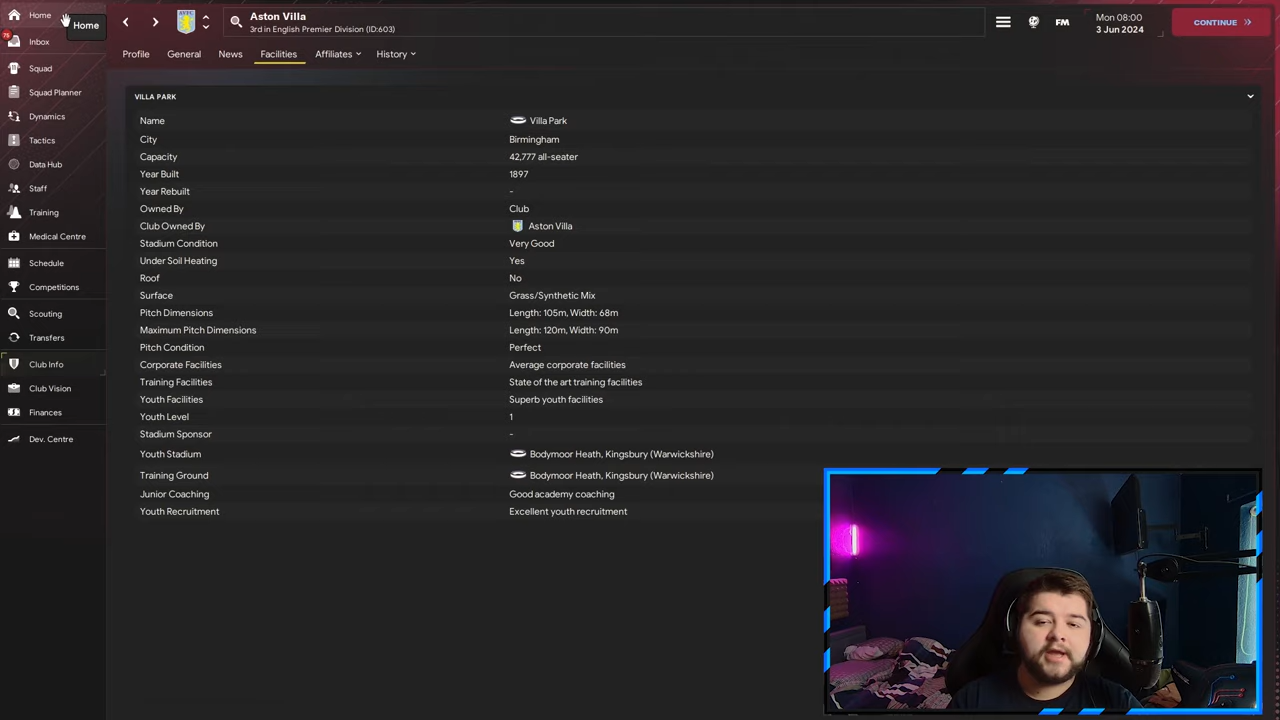 Home
Home
75
Inbox
Squad
Squad Planner
Dynamics
Tactics
Data Hub
Staff
Training
Medical Centre
Schedule
Competitions
Scouting
Transfers
Club Info
Club Vision
Finances
Dev. Centre
AVFC
Aston Villa
3rd in English Premier Division (ID:603)
FM
Mon 08:00
3 Jun 2024
CONTINUE
Profile General News Facilities Affiliates History
VILLA PARK
Name Villa Park
City Birmingham
Capacity 42,777 all-seater
Year Built 1897
Year Rebuilt -
Owned By Club
Club Owned By Aston Villa
Stadium Condition Very Good
Under Soil Heating Yes
Roof No
Surface Grass/Synthetic Mix
Pitch Dimensions Length: 105m, Width: 68m
Maximum Pitch Dimensions Length: 120m, Width: 90m
Pitch Condition Perfect
Corporate Facilities Average corporate facilities
Training Facilities State of the art training facilities
Youth Facilities Superb youth facilities
Youth Level 1
Stadium Sponsor -
Youth Stadium Bodymoor Heath, Kingsbury (Warwickshire)
Training Ground Bodymoor Heath, Kingsbury (Warwickshire)
Junior Coaching Good academy coaching
Youth Recruitment Excellent youth recruitment